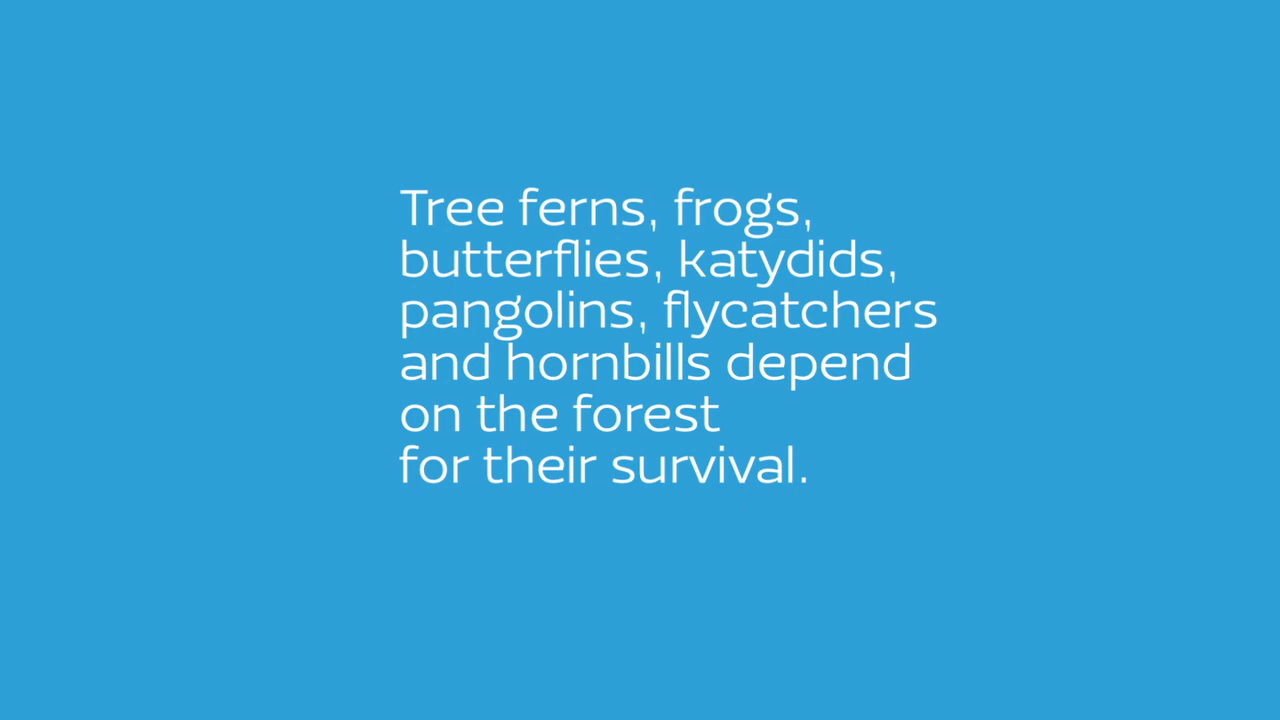 Tree ferns, frogs,
butterflies, katydids,
pangolins, flycatchers
and hornbills depend
on the forest
for their survival.